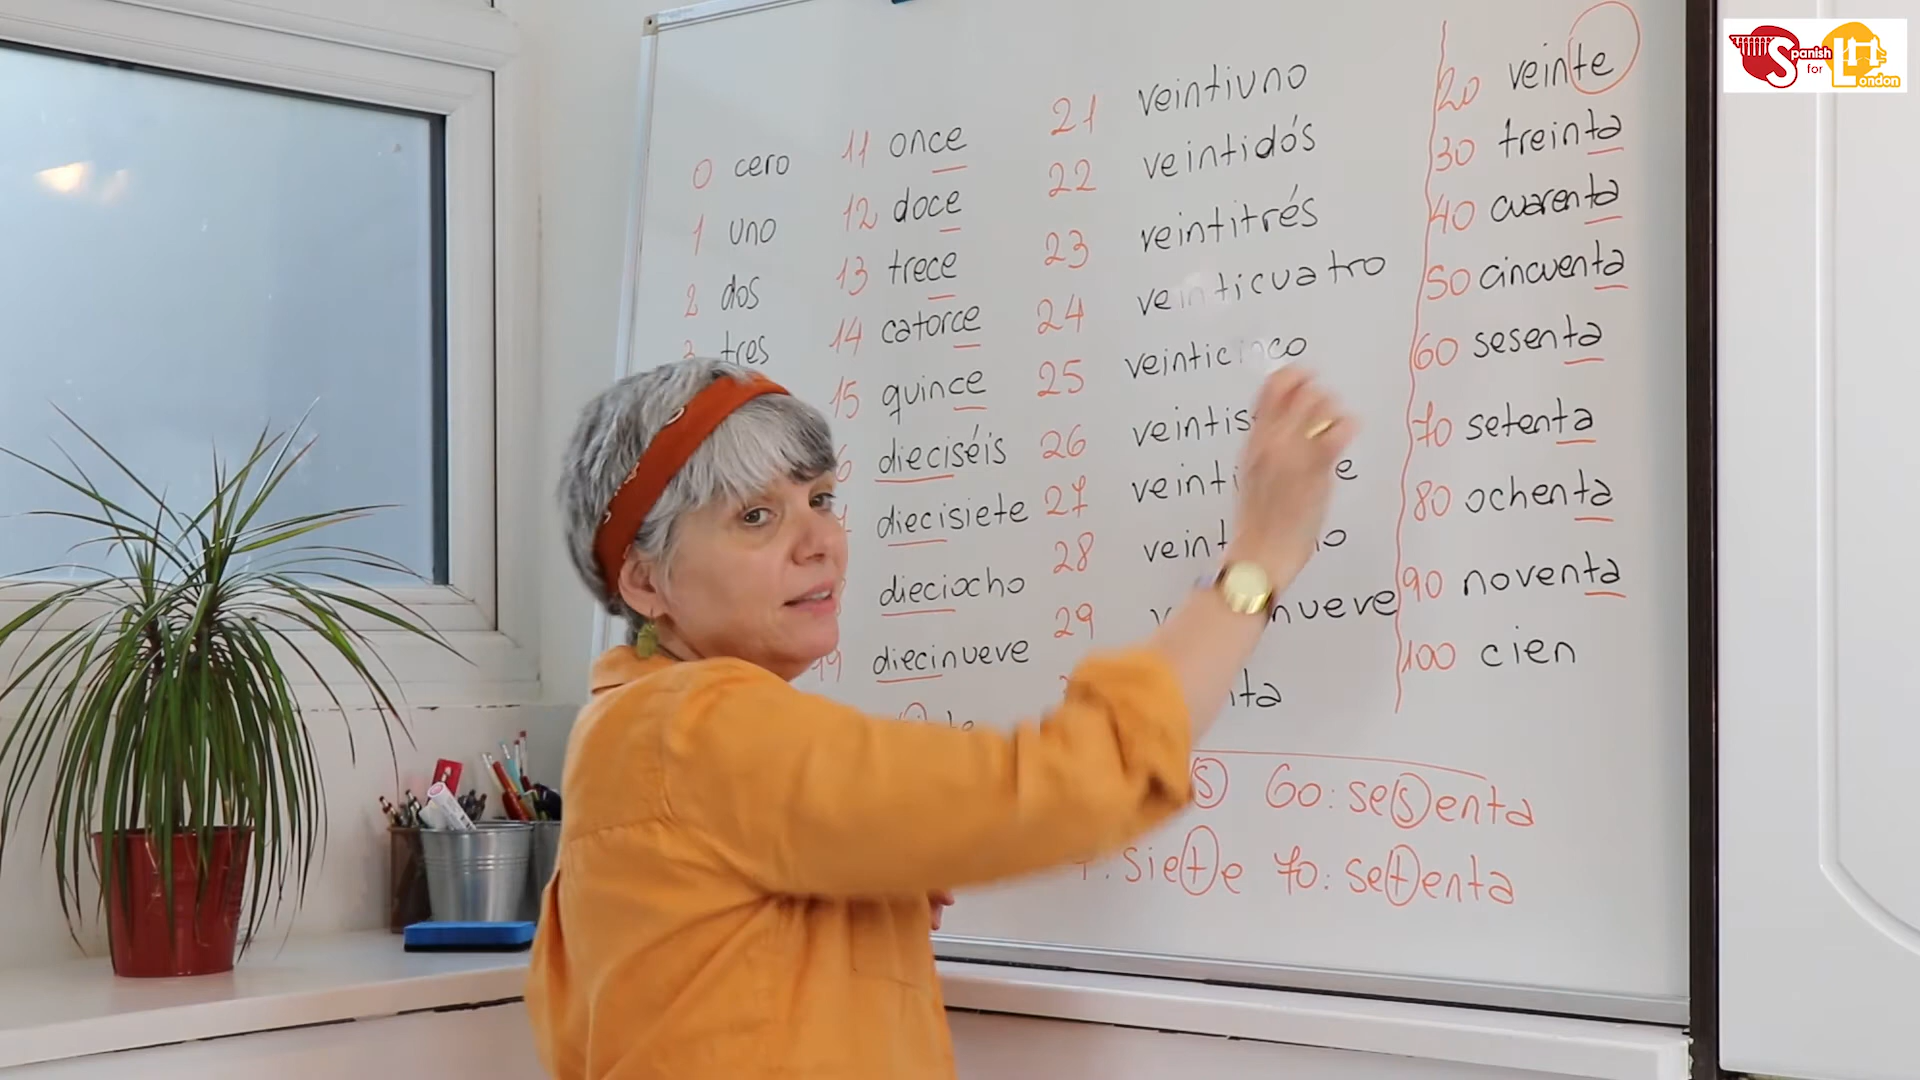 Spanish for London
0 cero
1 uno
2 dos
3 tres
11 once
12 doce
13 trece
14 catorce
15 quince
dieciséis
diecisiete
dieciocho
19 diecinueve
21 veintiuno
22 veintidós
23 veintitrés
24 veinticuatro
25 veinticinco
26
27
28
29
20 veinte
30 treinta
40 cuarenta
50 cincuenta
60 sesenta
70 setenta
80 ochenta
90 noventa
100 cien
60: sesenta
siete 70: setenta